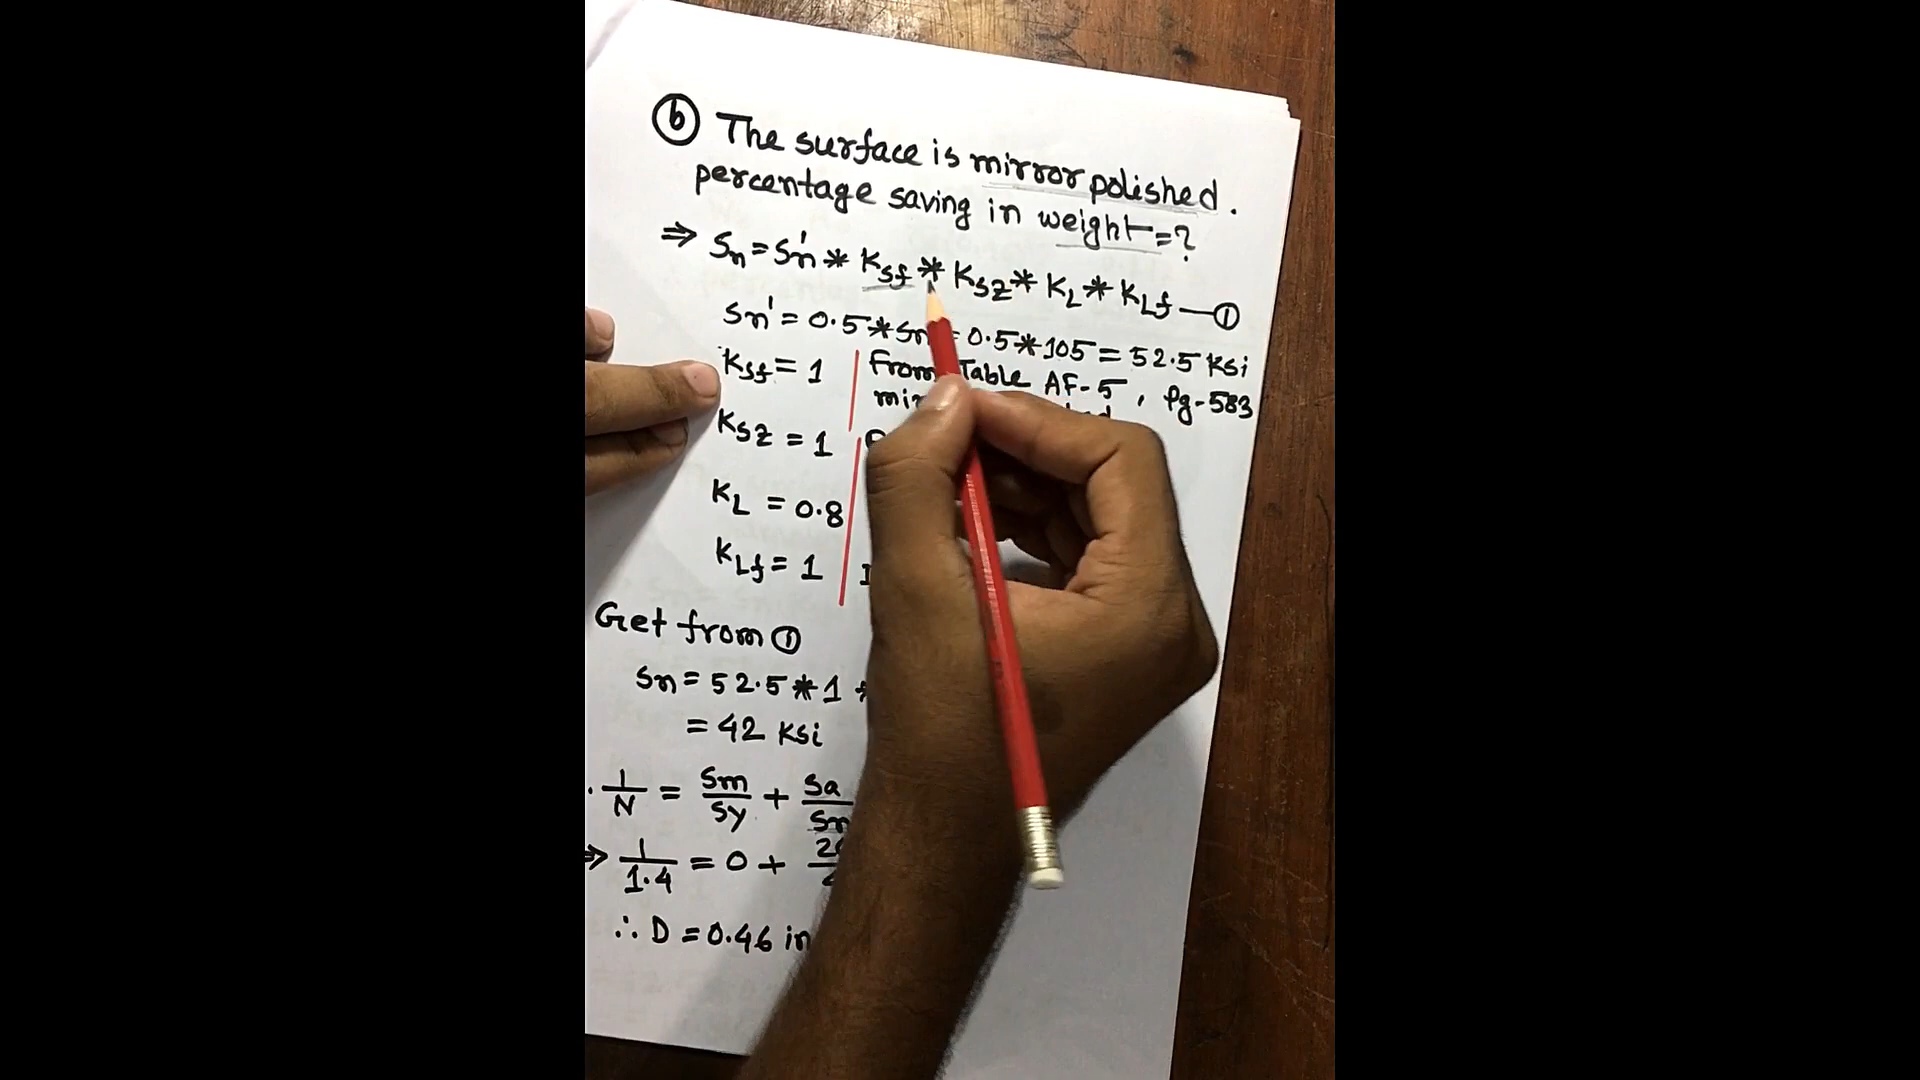 ⓑ The surface is mirror polished.
percentage saving in weight = ?
⇒ Sn = Sn' * Ksf * KSZ * KL * KLf — ①
Sn' = 0.5 * Sn = 0.5 * 105 = 52.5 Ksi
Ksf = 1 From Table AF-5, Pg-583
KSZ = 1
KL = 0.8
KLf = 1
Get from ①
Sn = 52.5 * 1 *
= 42 Ksi
1/N = Sm/Sy + Sa/Sn
⇒ 1/1.4 = 0 +
∴ D = 0.46 in